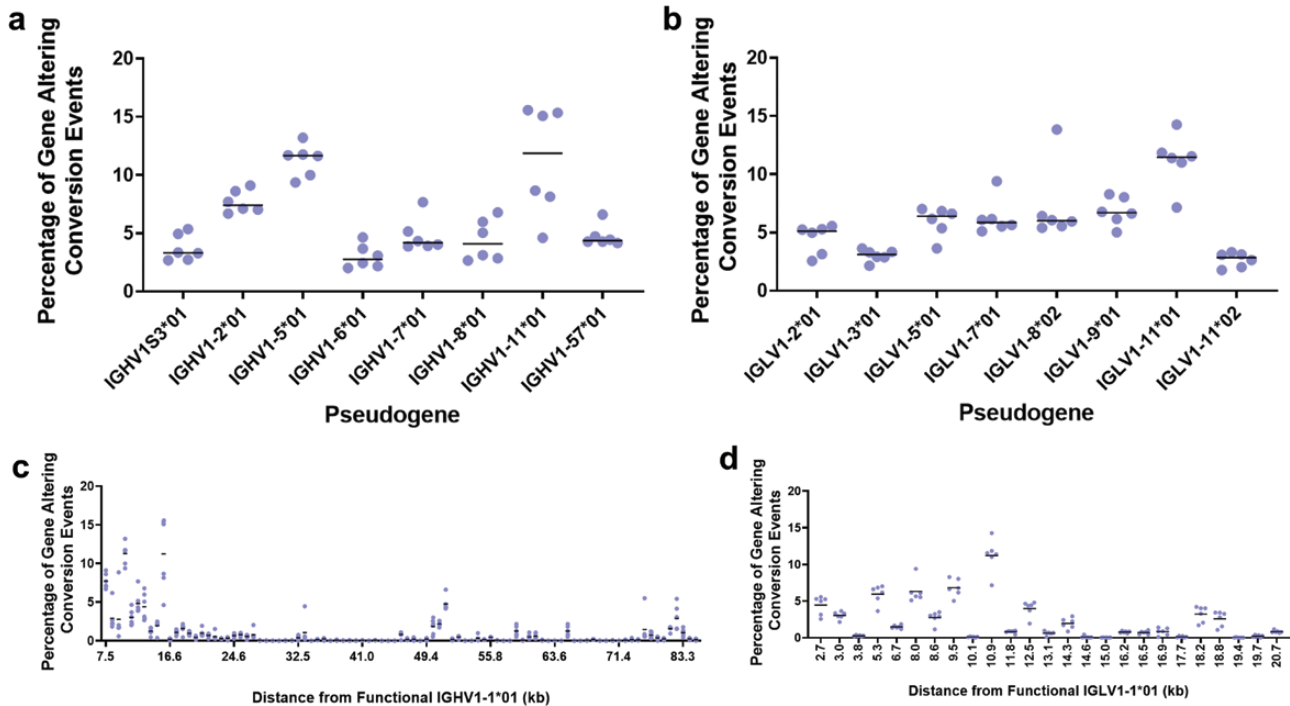 a
Percentage of Gene Altering
Conversion Events
20
15
10
5
0
IGHV1S3*01
IGHV1-2*01
IGHV1-5*01
IGHV1-6*01
IGHV1-7*01
IGHV1-8*01
IGHV1-11*01
IGHV1-57*01
Pseudogene
b
Percentage of Gene Altering
Conversion Events
20
15
10
5
0
IGLV1-2*01
IGLV1-3*01
IGLV1-5*01
IGLV1-7*01
IGLV1-8*02
IGLV1-9*01
IGLV1-11*01
IGLV1-11*02
Pseudogene
c
Percentage of Gene Altering
Conversion Events
20
15
10
5
0
7.5
16.6
24.6
32.5
41.0
49.4
55.8
63.6
71.4
83.3
Distance from Functional IGHV1-1*01 (kb)
d
Percentage of Gene Altering
Conversion Events
20
15
10
5
0
2.7
3.0
3.8
5.3
6.7
8.0
8.6
9.5
10.1
10.9
11.8
12.5
13.1
14.3
14.6
15.0
16.2
16.5
16.9
17.7
18.2
18.8
19.4
19.7
20.7
Distance from Functional IGLV1-1*01 (kb)